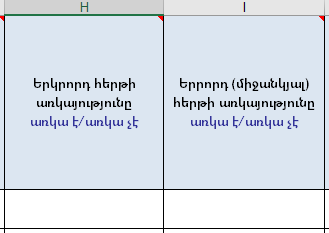 H
I
Երկրորդ հերթի
առկայությունը
առկա է/առկա չէ
Երրորդ (միջանկյալ)
հերթի առկայությունը
առկա է/առկա չէ